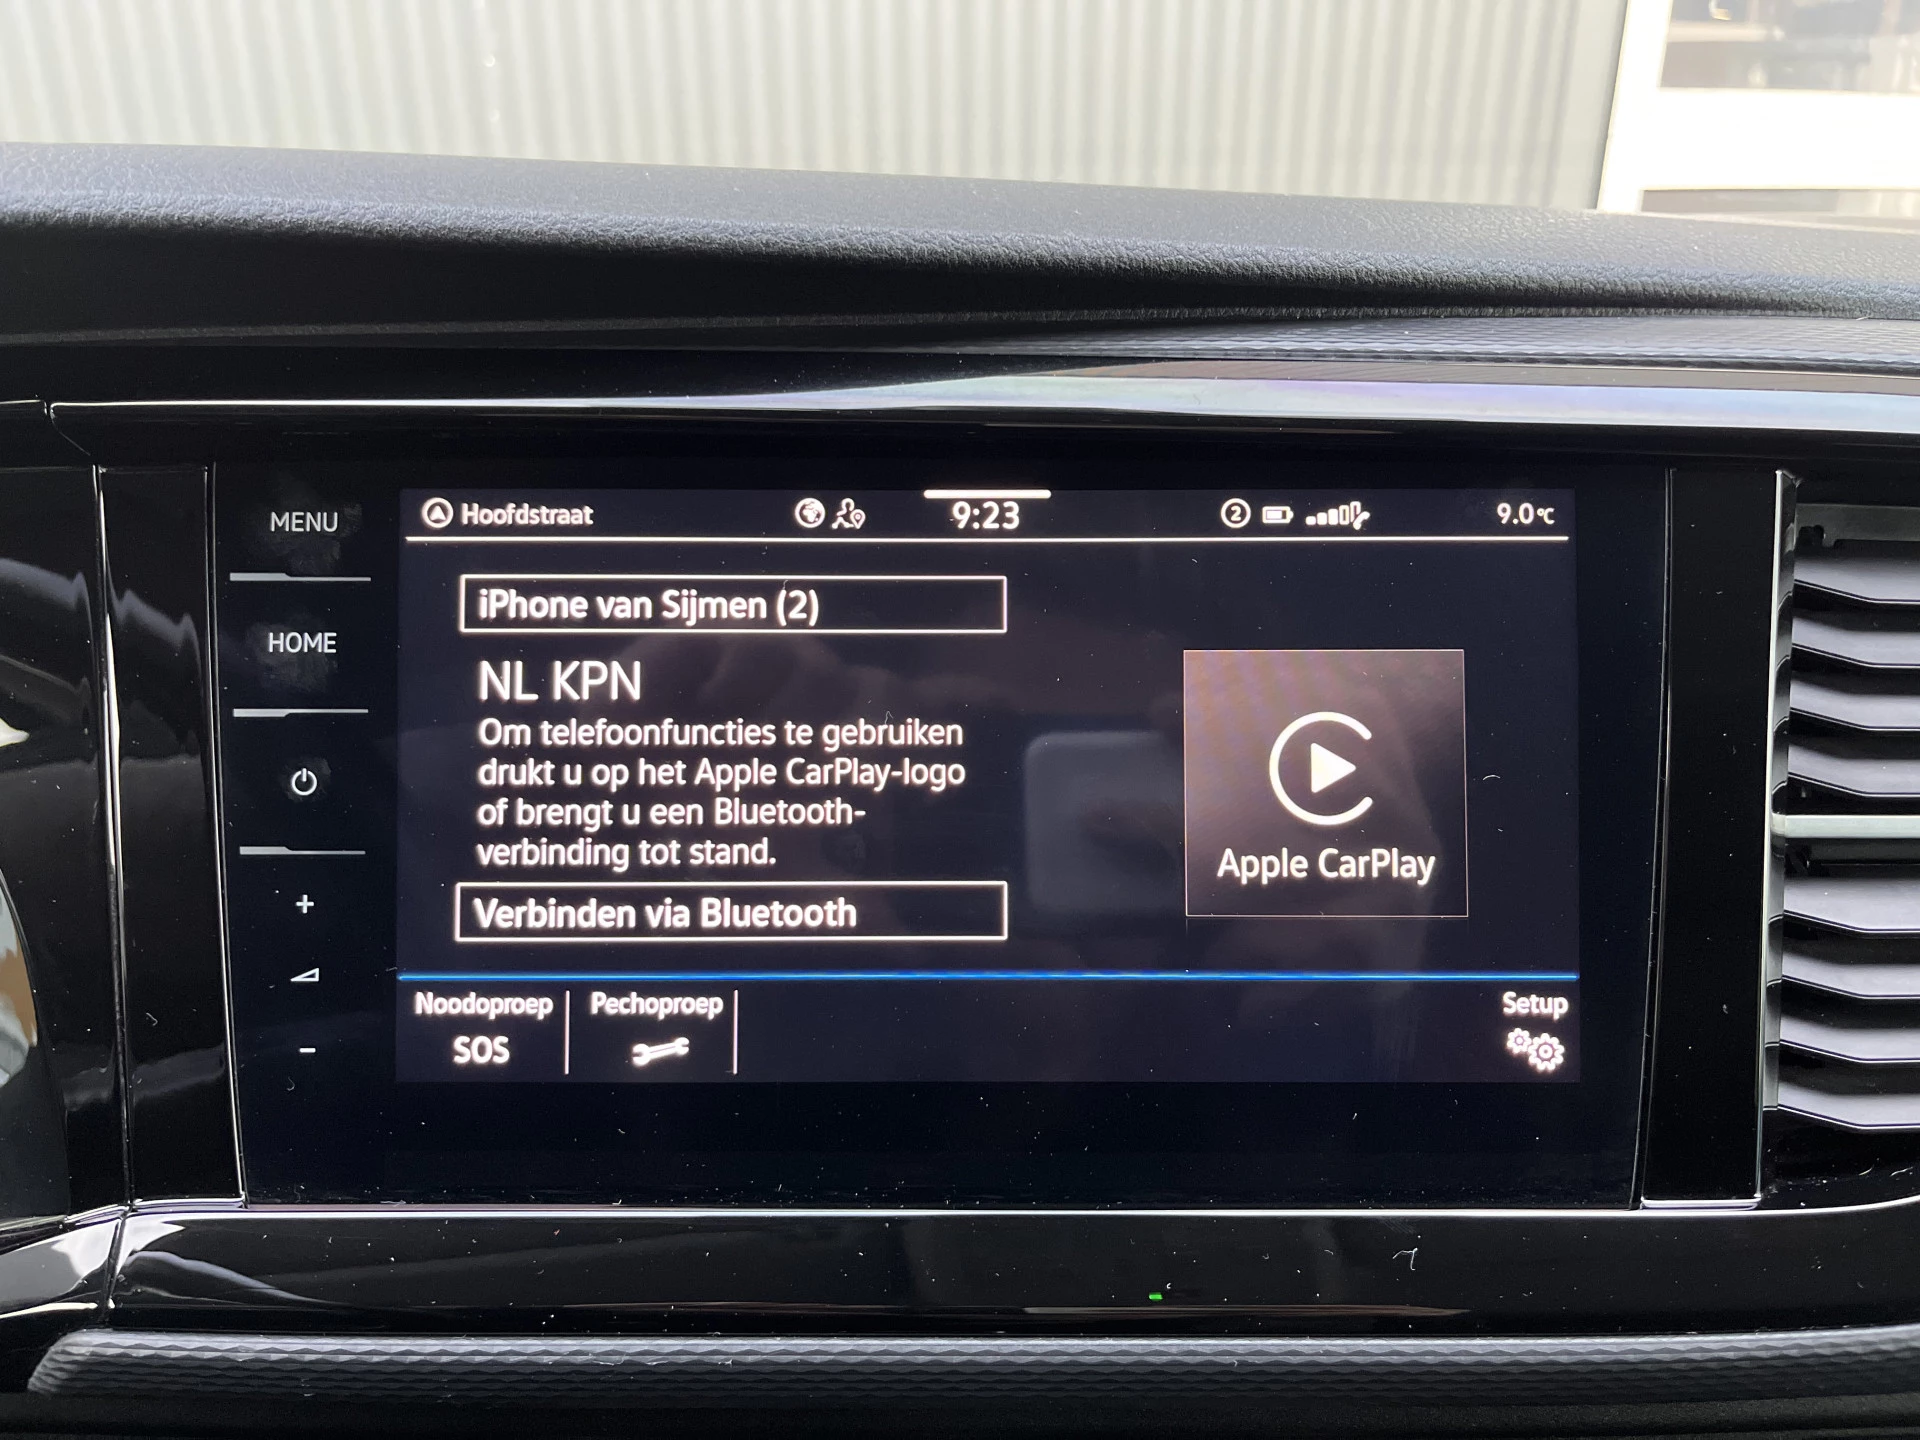 MENU
HOME
Hoofdstraat
9:23
2
9.0°C
iPhone van Sijmen (2)
NL KPN
Om telefoonfuncties te gebruiken
drukt u op het Apple CarPlay-logo
of brengt u een Bluetooth-
verbinding tot stand.
Verbinden via Bluetooth
Apple CarPlay
Noodoproep
SOS
Pechoproep
Setup
+
-